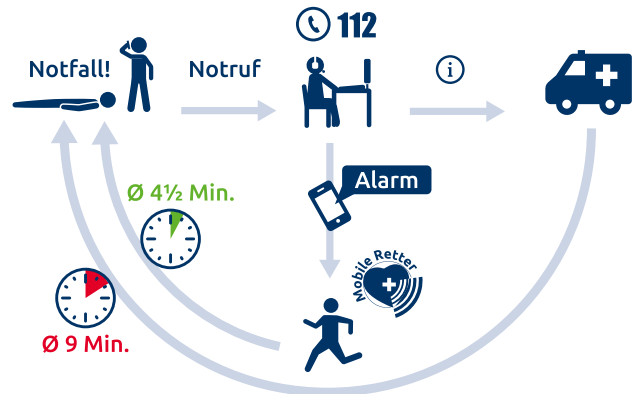 112
Notfall!
Notruf
i
Alarm
Ø 4½ Min.
Mobile Retter
Ø 9 Min.